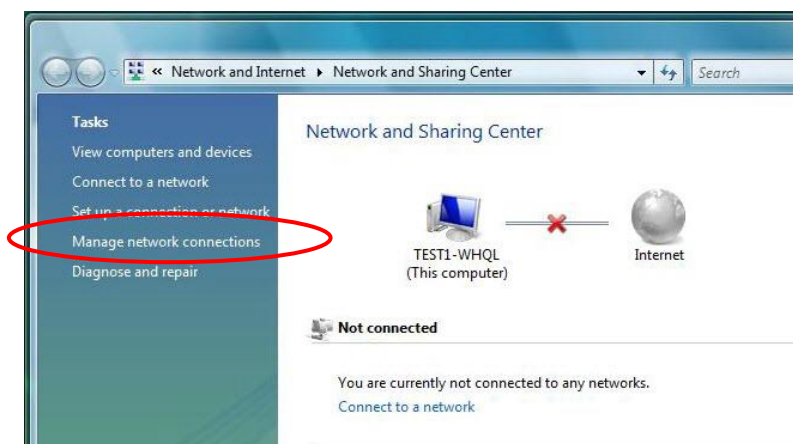 « Network and Internet ▸ Network and Sharing Center
Search
Tasks
View computers and devices
Connect to a network
Set up a connection or network
Manage network connections
Diagnose and repair
Network and Sharing Center
TEST1-WHQL
(This computer)
Internet
Not connected
You are currently not connected to any networks.
Connect to a network